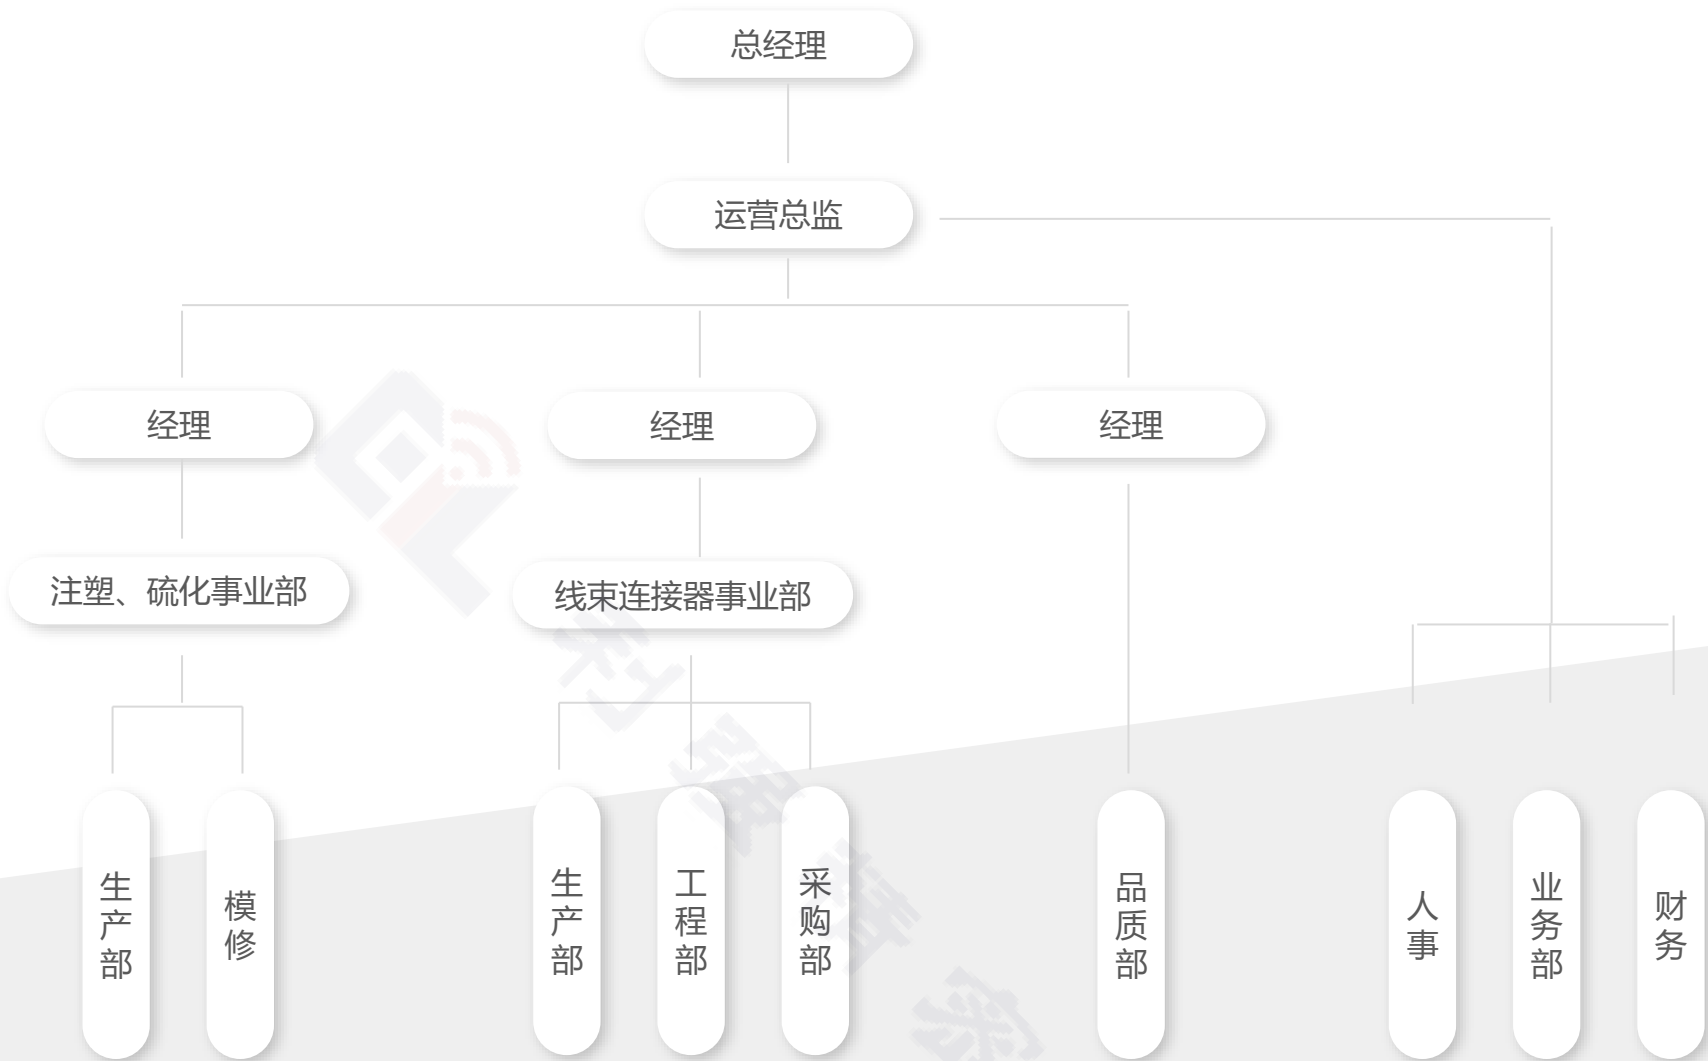 总经理
运营总监
经理
经理
经理
注塑、硫化事业部
线束连接器事业部
生产部
模修
生产部
工程部
采购部
品质部
人事
业务部
财务